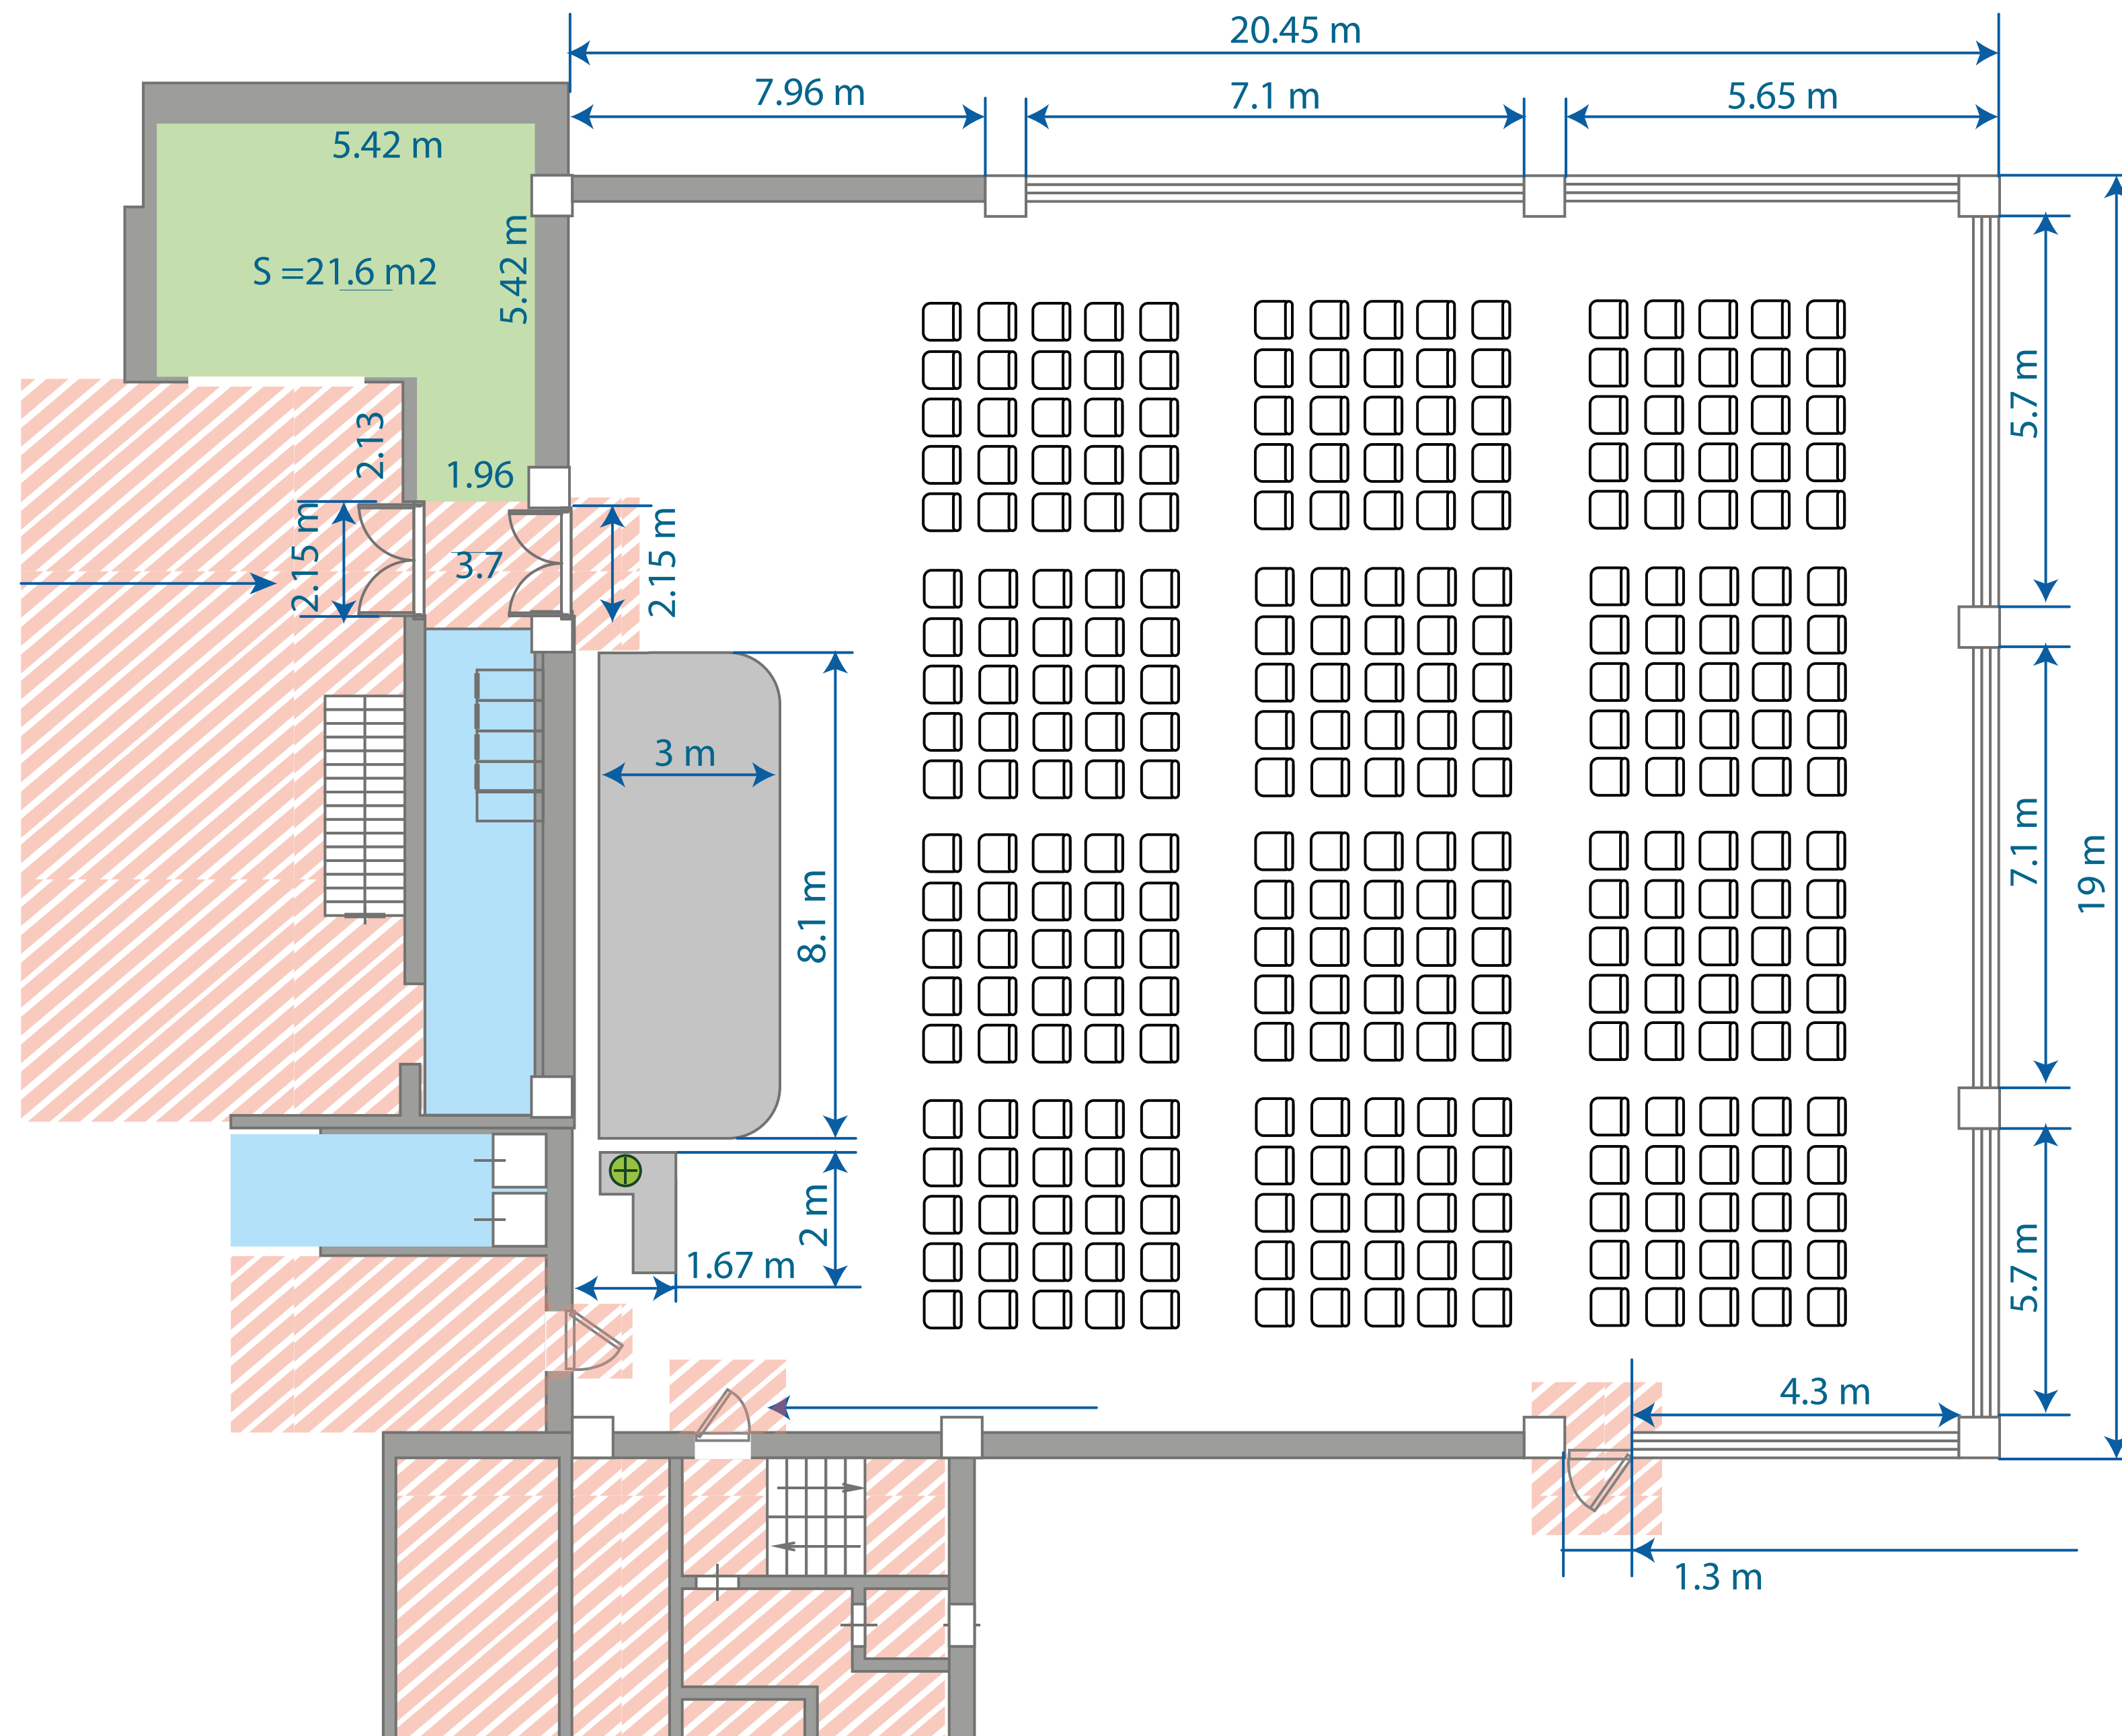 20.45 m
7.96 m
7.1 m
5.65 m
5.42 m
S =21.6 m2
5.42 m
5.7 m
2.13
1.96
2.15 m
3.7
2.15 m
3 m
8.1 m
7.1 m
19 m
2 m
1.67 m
5.7 m
4.3 m
1.3 m